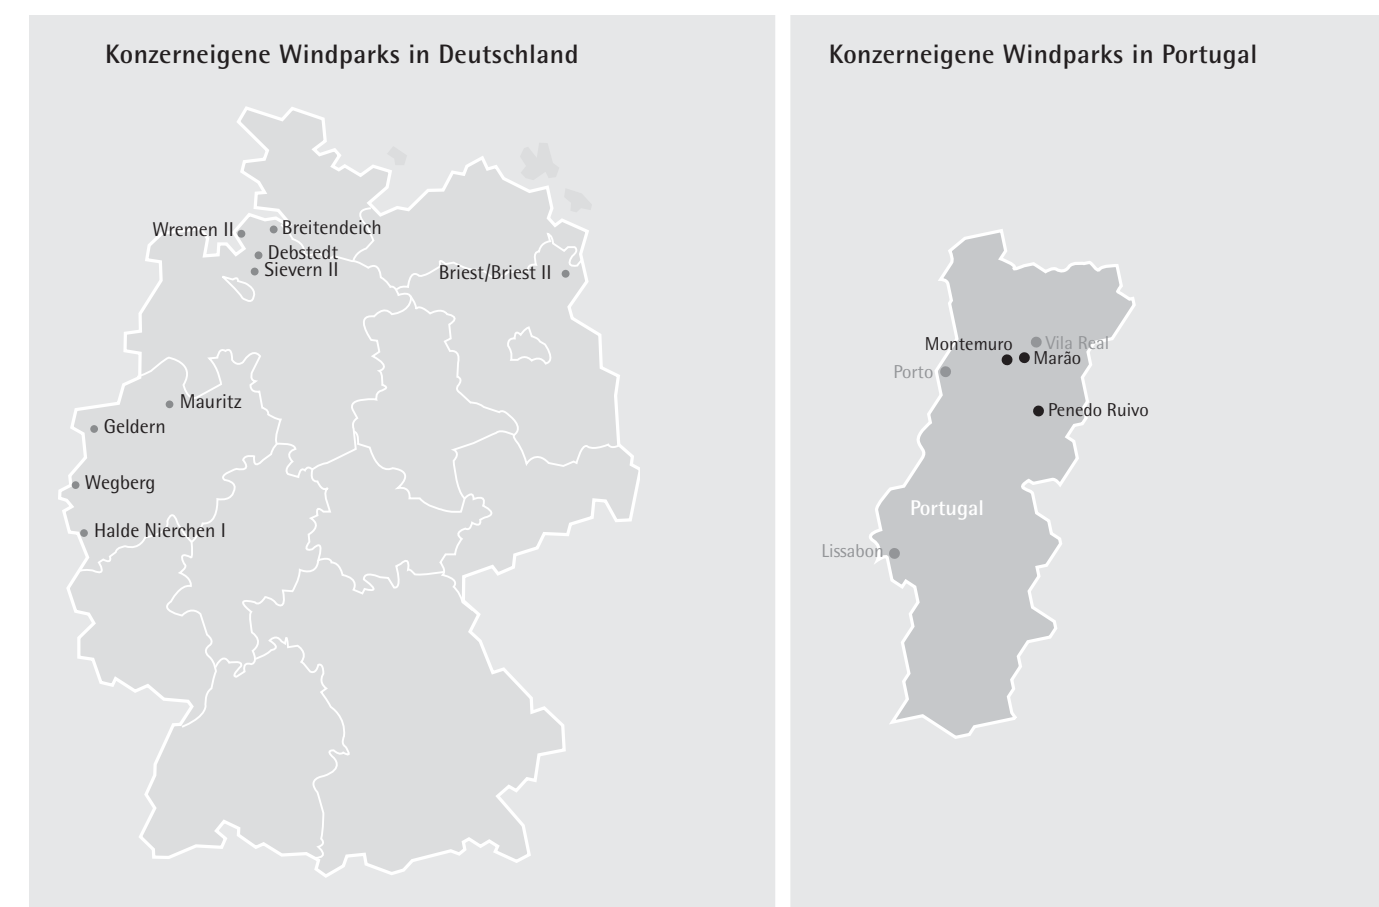 Konzerneigene Windparks in Deutschland
Wremen II
Breitendeich
Debstedt
Sievern II
Briest/Briest II
Mauritz
Geldern
Wegberg
Halde Nierchen I
Konzerneigene Windparks in Portugal
Montemuro
Vila Real
Marão
Porto
Penedo Ruivo
Portugal
Lissabon